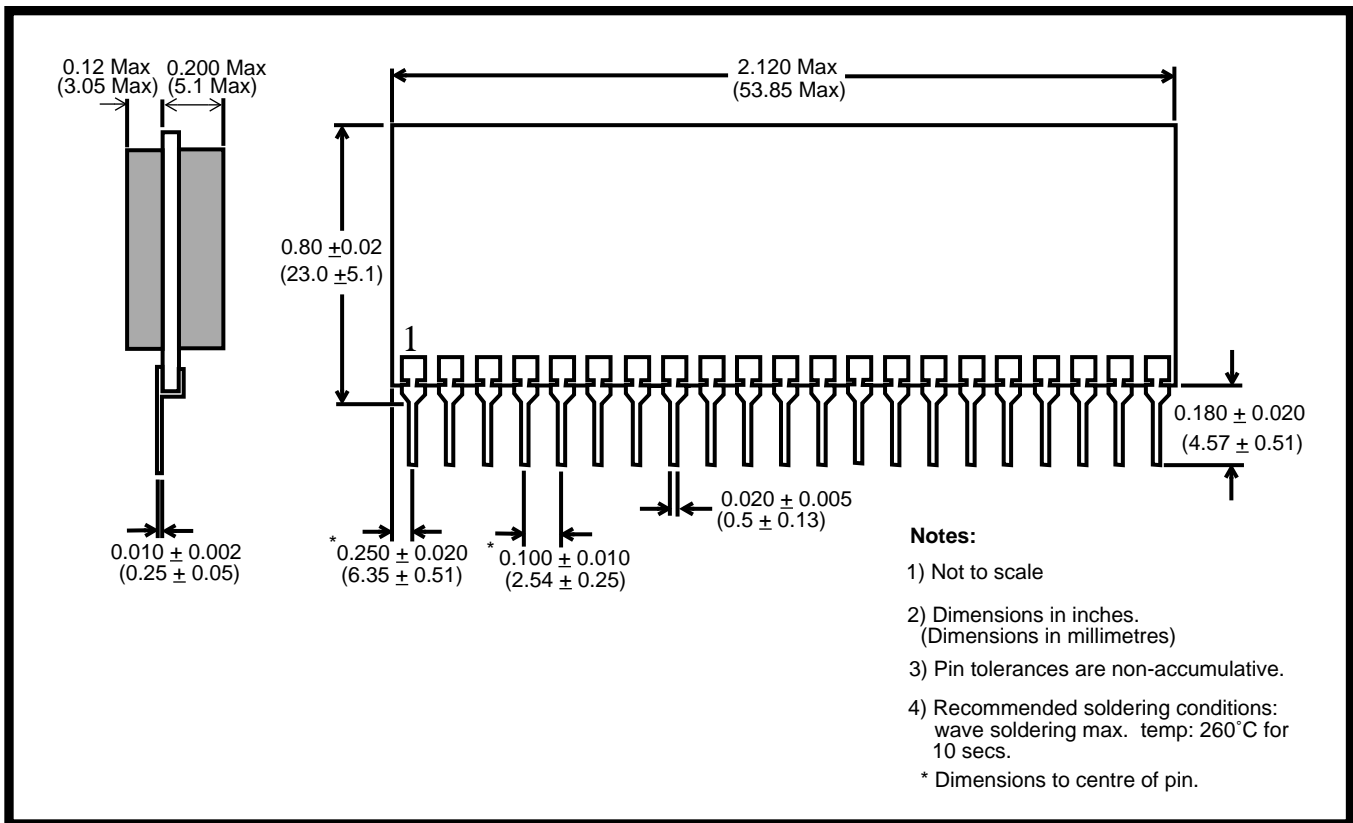 0.12 Max
(3.05 Max)
0.200 Max
(5.1 Max)
2.120 Max
(53.85 Max)
0.80 ±0.02
(23.0 ±5.1)
1
0.180 ± 0.020
(4.57 ± 0.51)
0.010 ± 0.002
(0.25 ± 0.05)
*0.250 ± 0.020
(6.35 ± 0.51)
*0.100 ± 0.010
(2.54 ± 0.25)
0.020 ± 0.005
(0.5 ± 0.13)
Notes:
1) Not to scale
2) Dimensions in inches.
(Dimensions in millimetres)
3) Pin tolerances are non-accumulative.
4) Recommended soldering conditions:
wave soldering max. temp: 260˚C for
10 secs.
* Dimensions to centre of pin.